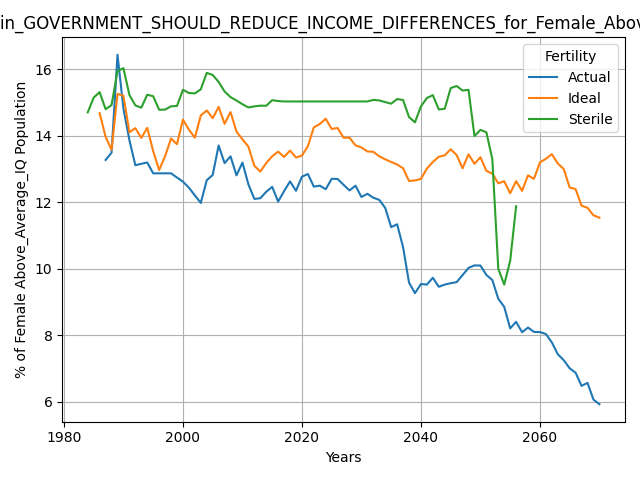 in_GOVERNMENT_SHOULD_REDUCE_INCOME_DIFFERENCES_for_Female_Abov
Fertility
Actual
Ideal
Sterile
% of Female Above_Average_IQ Population
16
14
12
10
8
6
1980 2000 2020 2040 2060
Years